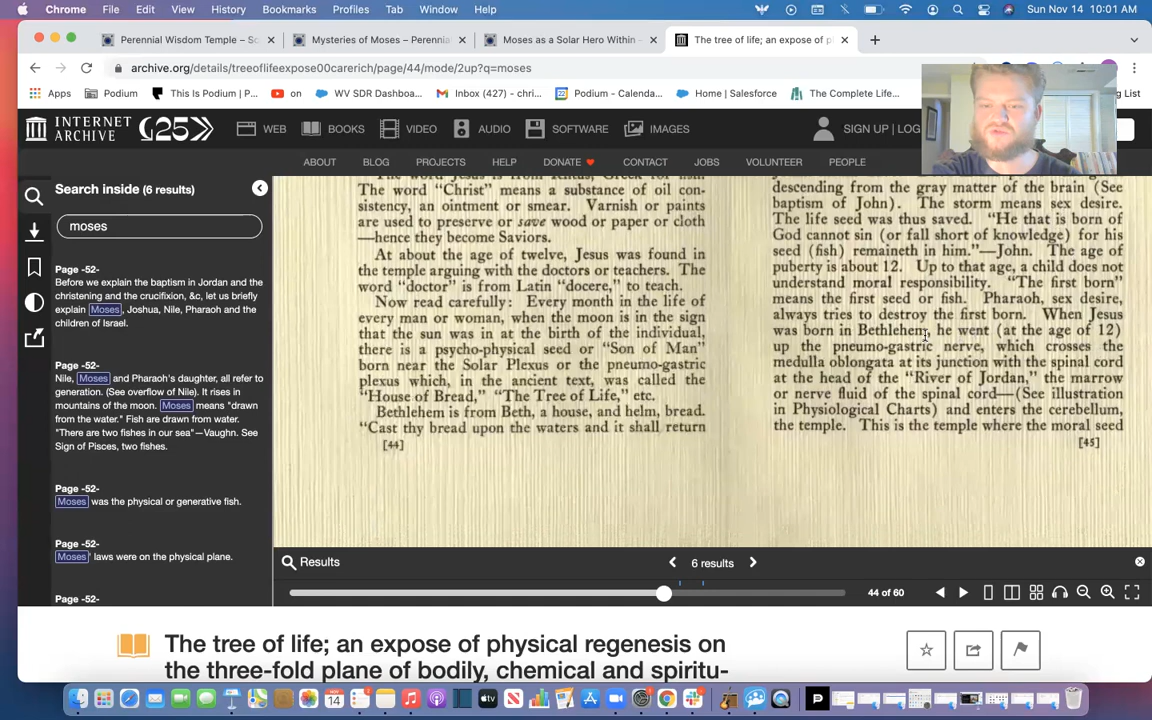 Chrome File Edit View History Bookmarks Profiles Tab Window Help
Sun Nov 14 10:01 AM
Perennial Wisdom Temple – Sc
Mysteries of Moses – Perennia
Moses as a Solar Hero Within -
The tree of life; an expose of p
archive.org/details/treeoflifeexpose00carerich/page/44/mode/2up?q=moses
Apps
Podium
This Is Podium | P...
on
WV SDR Dashboa...
Inbox (427) - chri...
Podium - Calenda...
Home | Salesforce
The Complete Life...
ng List
INTERNET ARCHIVE
25
WEB
BOOKS
VIDEO
AUDIO
SOFTWARE
IMAGES
SIGN UP | LOG
ABOUT
BLOG
PROJECTS
HELP
DONATE
CONTACT
JOBS
VOLUNTEER
PEOPLE
Search inside (6 results)
moses
Page -52-
Before we explain the baptism in Jordan and the
christening and the crucifixion, &c, let us briefly
explain Moses, Joshua, Nile, Pharaoh and the
children of Israel.
Page -52-
Nile, Moses and Pharaoh's daughter, all refer to
generation. (See overflow of Nile). It rises in
mountains of the moon. Moses means "drawn
from the water." Fish are drawn from water.
"There are two fishes in our sea"—Vaughn. See
Sign of Pisces, two fishes.
Page -52-
Moses was the physical or generative fish.
Page -52-
Moses' laws were on the physical plane.
Page -52-
The word "Christ" means a substance of oil con-
sistency, an ointment or smear. Varnish or paints
are used to preserve or save wood or paper or cloth
—hence they become Saviors.
At about the age of twelve, Jesus was found in
the temple arguing with the doctors or teachers. The
word "doctor" is from Latin "docere," to teach.
Now read carefully: Every month in the life of
every man or woman, when the moon is in the sign
that the sun was in at the birth of the individual,
there is a psycho-physical seed or "Son of Man"
born near the Solar Plexus or the pneumo-gastric
plexus which, in the ancient text, was called the
"House of Bread," "The Tree of Life," etc.
Bethlehem is from Beth, a house, and helm, bread.
"Cast thy bread upon the waters and it shall return
[44]
descending from the gray matter of the brain (See
baptism of John). The storm means sex desire.
The life seed was thus saved. "He that is born of
God cannot sin (or fall short of knowledge) for his
seed (fish) remaineth in him."—John. The age of
puberty is about 12. Up to that age, a child does not
understand moral responsibility. "The first born"
means the first seed or fish. Pharaoh, sex desire,
always tries to destroy the first born. When Jesus
was born in Bethlehem, he went (at the age of 12)
up the pneumo-gastric nerve, which crosses the
medulla oblongata at its junction with the spinal cord
at the head of the "River of Jordan," the marrow
or nerve fluid of the spinal cord—(See illustration
in Physiological Charts) and enters the cerebellum,
the temple. This is the temple where the moral seed
[45]
Results
6 results
44 of 60
The tree of life; an expose of physical regenesis on
the three-fold plane of bodily, chemical and spiritu-